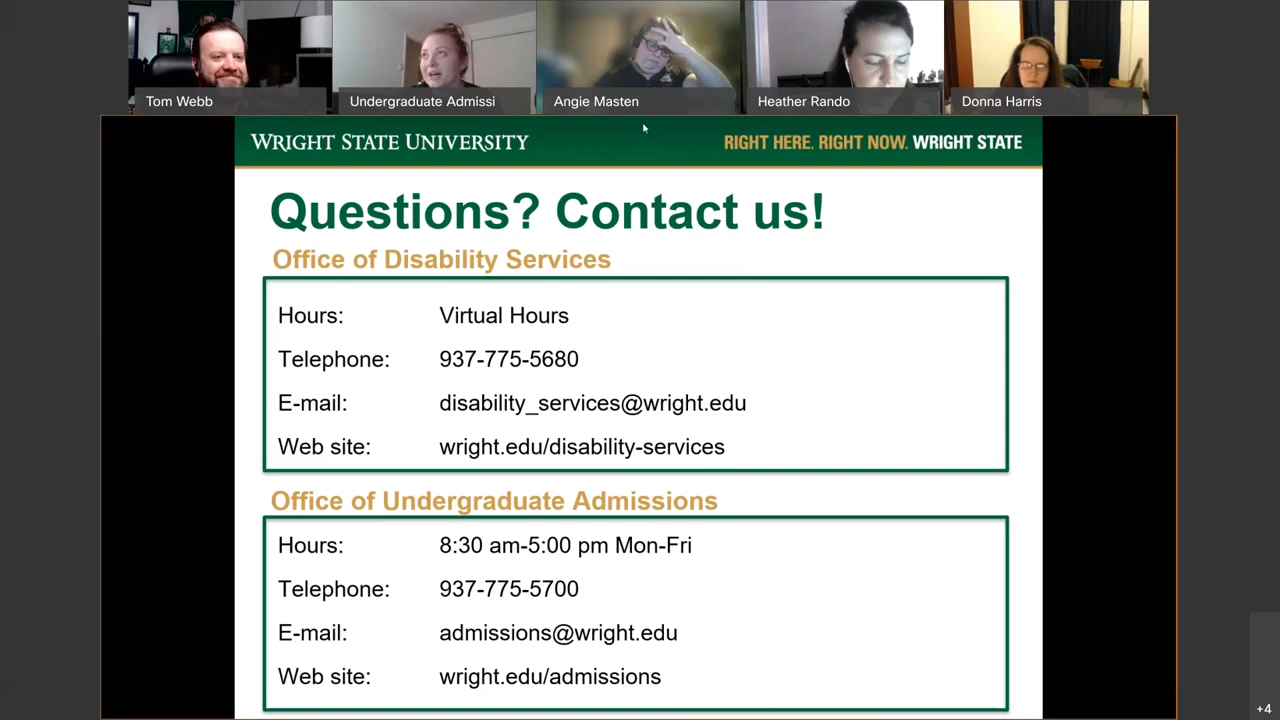 Tom Webb
Undergraduate Admissi
Angie Masten
Heather Rando
Donna Harris
WRIGHT STATE UNIVERSITY
RIGHT HERE. RIGHT NOW. WRIGHT STATE
Questions? Contact us!
Office of Disability Services
Hours: Virtual Hours
Telephone: 937-775-5680
E-mail: disability_services@wright.edu
Web site: wright.edu/disability-services
Office of Undergraduate Admissions
Hours: 8:30 am-5:00 pm Mon-Fri
Telephone: 937-775-5700
E-mail: admissions@wright.edu
Web site: wright.edu/admissions
+4